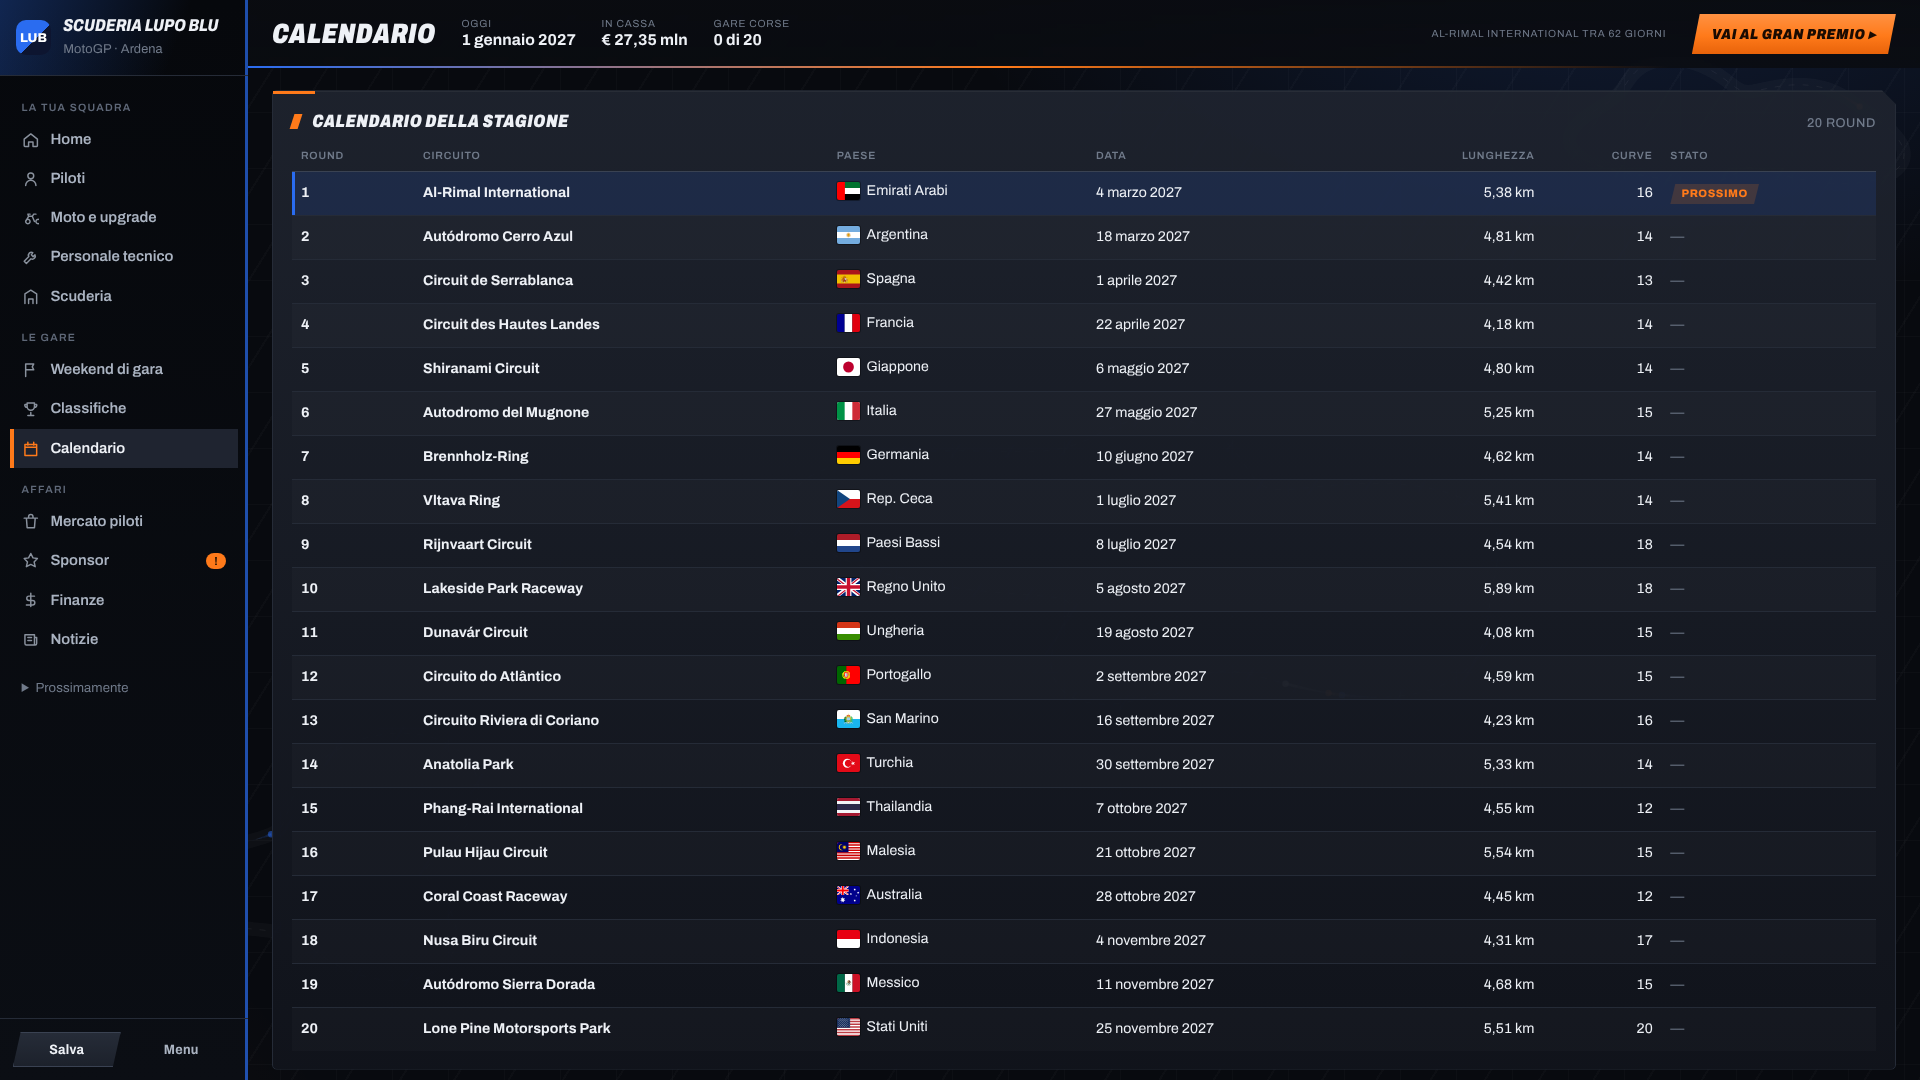 LUB
SCUDERIA LUPO BLU
MotoGP · Ardena
CALENDARIO
OGGI
1 gennaio 2027
IN CASSA
€ 27,35 mln
GARE CORSE
0 di 20
AL-RIMAL INTERNATIONAL TRA 62 GIORNI
VAI AL GRAN PREMIO ▸
LA TUA SQUADRA
Home
Piloti
Moto e upgrade
Personale tecnico
Scuderia
LE GARE
Weekend di gara
Classifiche
Calendario
AFFARI
Mercato piloti
Sponsor !
Finanze
Notizie
Prossimamente
Salva
Menu
CALENDARIO DELLA STAGIONE
20 ROUND
ROUND CIRCUITO PAESE DATA LUNGHEZZA CURVE STATO
1 Al-Rimal International Emirati Arabi 4 marzo 2027 5,38 km 16 PROSSIMO
2 Autódromo Cerro Azul Argentina 18 marzo 2027 4,81 km 14 —
3 Circuit de Serrablanca Spagna 1 aprile 2027 4,42 km 13 —
4 Circuit des Hautes Landes Francia 22 aprile 2027 4,18 km 14 —
5 Shiranami Circuit Giappone 6 maggio 2027 4,80 km 14 —
6 Autodromo del Mugnone Italia 27 maggio 2027 5,25 km 15 —
7 Brennholz-Ring Germania 10 giugno 2027 4,62 km 14 —
8 Vltava Ring Rep. Ceca 1 luglio 2027 5,41 km 14 —
9 Rijnvaart Circuit Paesi Bassi 8 luglio 2027 4,54 km 18 —
10 Lakeside Park Raceway Regno Unito 5 agosto 2027 5,89 km 18 —
11 Dunavár Circuit Ungheria 19 agosto 2027 4,08 km 15 —
12 Circuito do Atlântico Portogallo 2 settembre 2027 4,59 km 15 —
13 Circuito Riviera di Coriano San Marino 16 settembre 2027 4,23 km 16 —
14 Anatolia Park Turchia 30 settembre 2027 5,33 km 14 —
15 Phang-Rai International Thailandia 7 ottobre 2027 4,55 km 12 —
16 Pulau Hijau Circuit Malesia 21 ottobre 2027 5,54 km 15 —
17 Coral Coast Raceway Australia 28 ottobre 2027 4,45 km 12 —
18 Nusa Biru Circuit Indonesia 4 novembre 2027 4,31 km 17 —
19 Autódromo Sierra Dorada Messico 11 novembre 2027 4,68 km 15 —
20 Lone Pine Motorsports Park Stati Uniti 25 novembre 2027 5,51 km 20 —